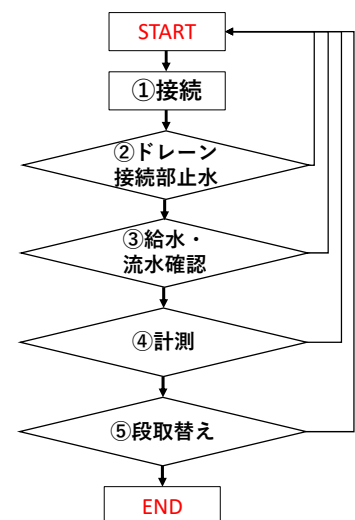 START
①接続
②ドレーン
接続部止水
③給水・
流水確認
④計測
⑤段取替え
END